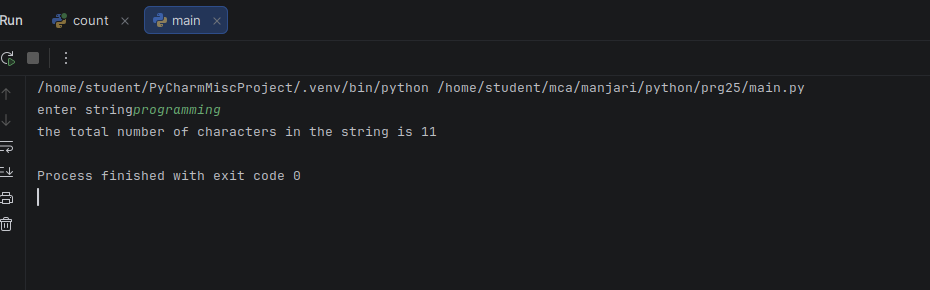 Run count main
/home/student/PyCharmMiscProject/.venv/bin/python /home/student/mca/manjari/python/prg25/main.py
enter stringprogramming
the total number of characters in the string is 11
Process finished with exit code 0